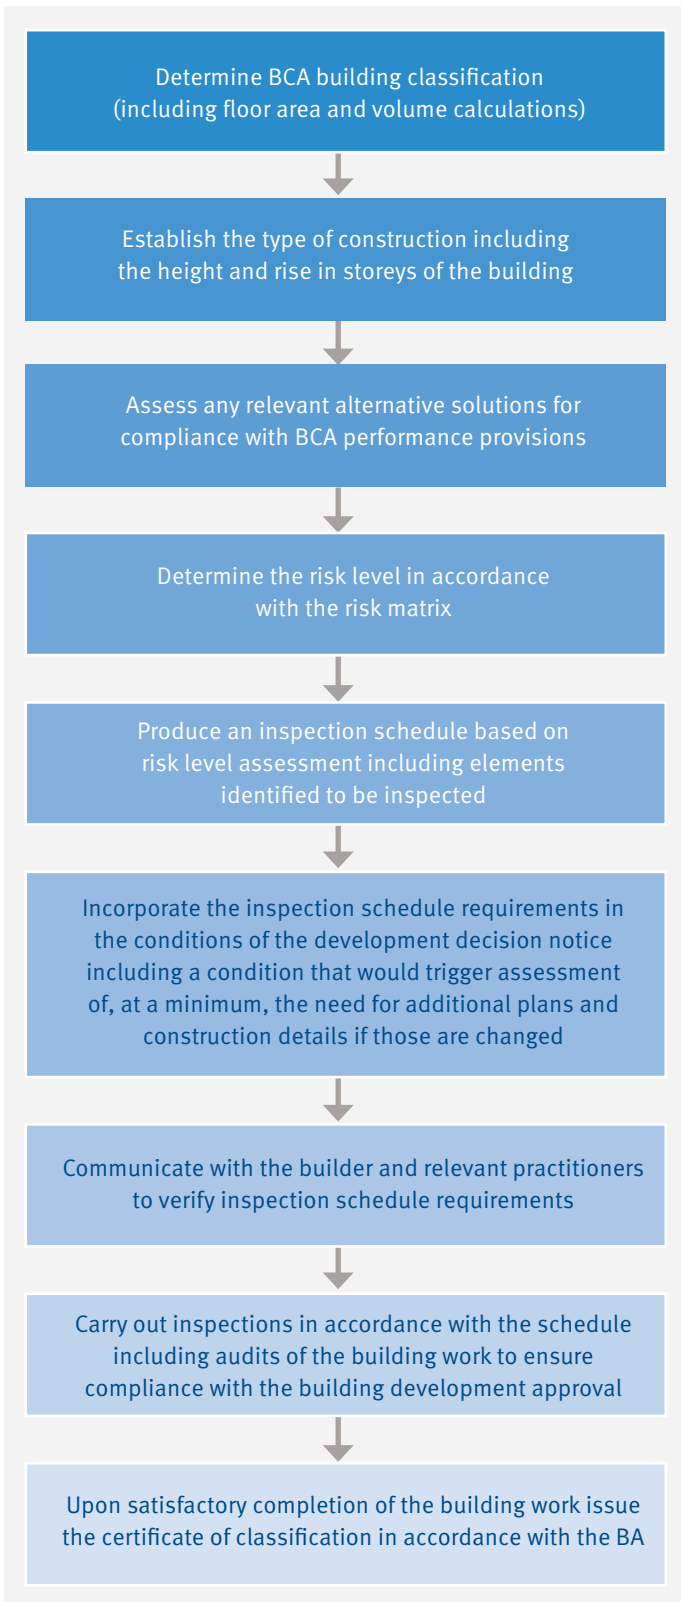 Determine BCA building classification
(including floor area and volume calculations)
Establish the type of construction including
the height and rise in storeys of the building
Assess any relevant alternative solutions for
compliance with BCA performance provisions
Determine the risk level in accordance
with the risk matrix
Produce an inspection schedule based on
risk level assessment including elements
identified to be inspected
Incorporate the inspection schedule requirements in
the conditions of the development decision notice
including a condition that would trigger assessment
of, at a minimum, the need for additional plans and
construction details if those are changed
Communicate with the builder and relevant practitioners
to verify inspection schedule requirements
Carry out inspections in accordance with the schedule
including audits of the building work to ensure
compliance with the building development approval
Upon satisfactory completion of the building work issue
the certificate of classification in accordance with the BA